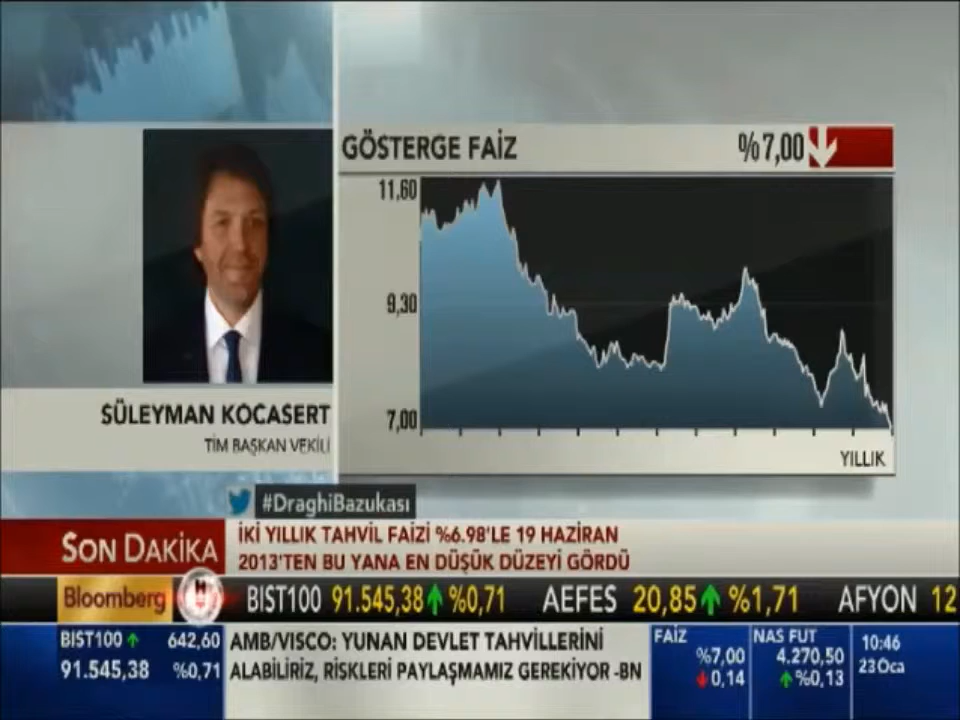 GÖSTERGE FAİZ %7,00
11,60
9,30
7,00
YILLIK
SÜLEYMAN KOCASERT
TİM BAŞKAN VEKİLİ
#DraghiBazukası
SON DAKİKA
İKİ YILLIK TAHVİL FAİZİ %6.98'LE 19 HAZİRAN
2013'TEN BU YANA EN DÜŞÜK DÜZEYİ GÖRDÜ
Bloomberg H BIST100 91.545,38 %0,71 AEFES 20,85 %1,71 AFYON 12
BIST100 642,60
91.545,38 %0,71
AMB/VISCO: YUNAN DEVLET TAHVİLLERİNİ
ALABİLİRİZ, RİSKLERİ PAYLAŞMAMIZ GEREKİYOR -BN
FAİZ
%7,00
0,14
NAS FUT
4.270,50
%0,13
10:46
23 Oca